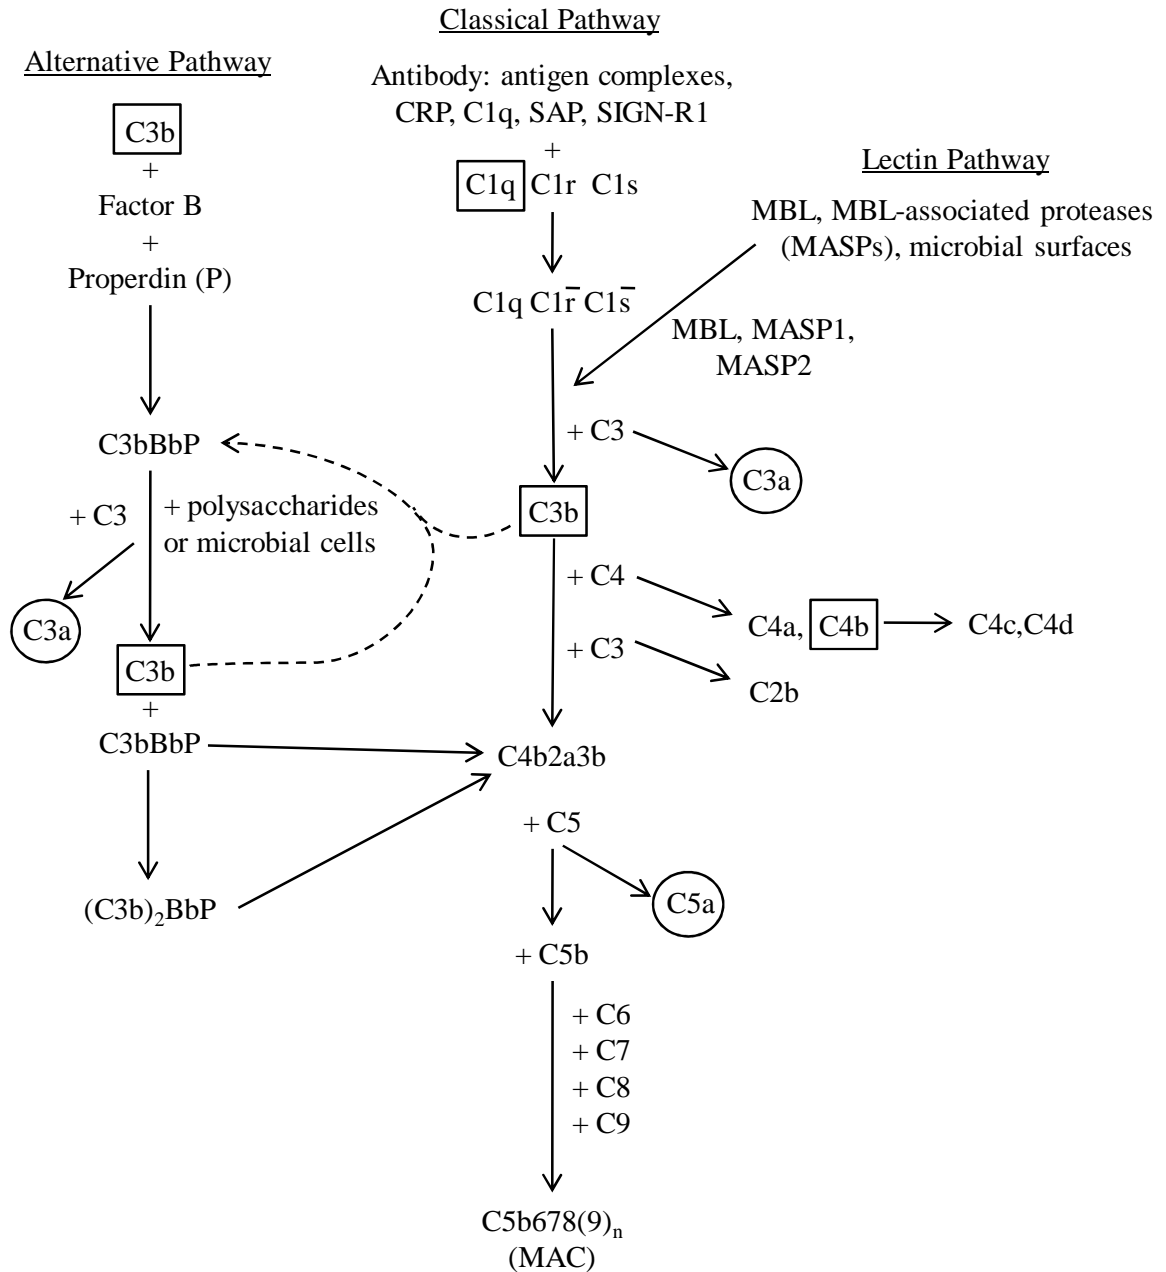 Classical Pathway
Alternative Pathway
Antibody: antigen complexes,
CRP, C1q, SAP, SIGN-R1
+
C1q C1r C1s
C3b
+
Factor B
+
Properdin (P)
Lectin Pathway
MBL, MBL-associated proteases
(MASPs), microbial surfaces
C1q C1r̅ C1s̅
MBL, MASP1,
MASP2
C3bBbP
+ C3
C3a
C3b
+ C3
+ polysaccharides
or microbial cells
C3a
C3b
+
C3bBbP
+ C4
C4a, C4b
C4c,C4d
+ C3
C2b
C4b2a3b
+ C5
C5a
(C3b)₂BbP
+ C5b
+ C6
+ C7
+ C8
+ C9
C5b678(9)ₙ
(MAC)